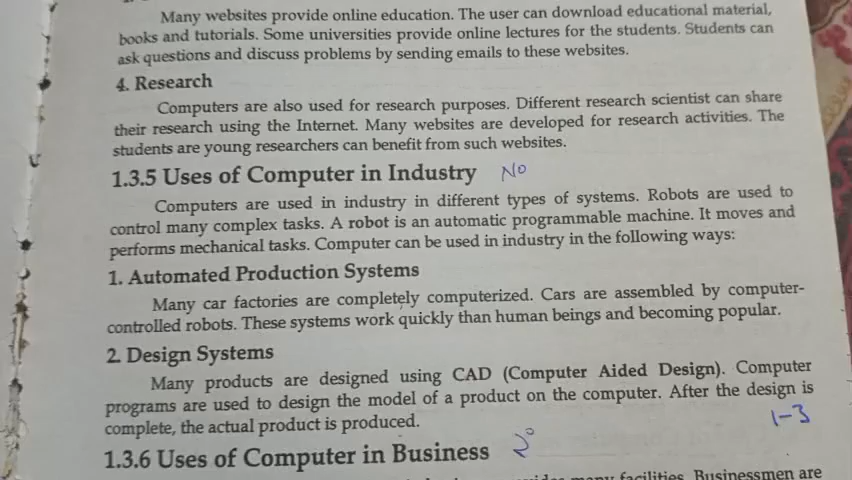 Many websites provide online education. The user can download educational material,
books and tutorials. Some universities provide online lectures for the students. Students can
ask questions and discuss problems by sending emails to these websites.
4. Research
Computers are also used for research purposes. Different research scientist can share
their research using the Internet. Many websites are developed for research activities. The
students are young researchers can benefit from such websites.
1.3.5 Uses of Computer in Industry NO
Computers are used in industry in different types of systems. Robots are used to
control many complex tasks. A robot is an automatic programmable machine. It moves and
performs mechanical tasks. Computer can be used in industry in the following ways:
1. Automated Production Systems
Many car factories are completely computerized. Cars are assembled by computer-
controlled robots. These systems work quickly than human beings and becoming popular.
2. Design Systems
Many products are designed using CAD (Computer Aided Design). Computer
programs are used to design the model of a product on the computer. After the design is
complete, the actual product is produced.
1-3
1.3.6 Uses of Computer in Business
many facilities. Businessmen are